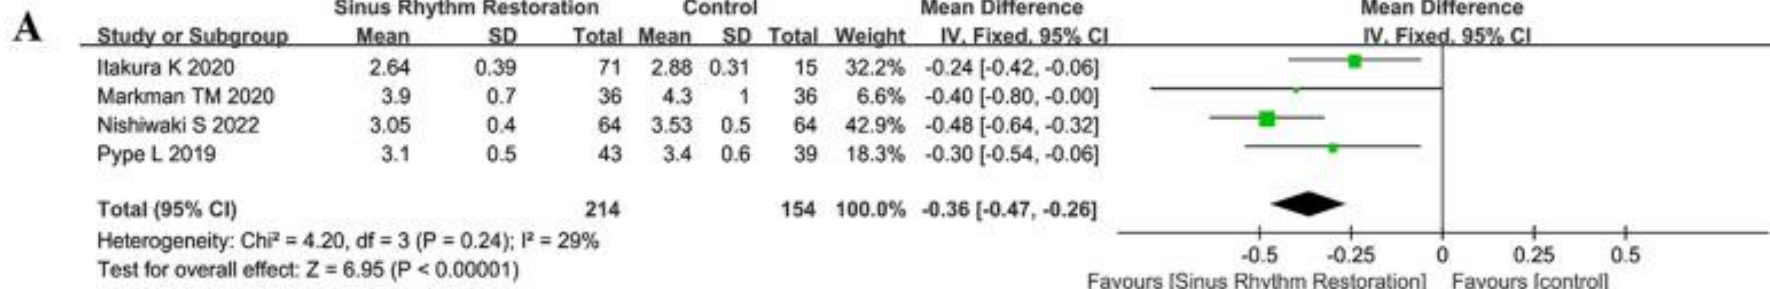 A
Sinus Rhythm Restoration Control Mean Difference Mean Difference
Study or Subgroup Mean SD Total Mean SD Total Weight IV, Fixed, 95% CI IV, Fixed, 95% CI
Itakura K 2020 2.64 0.39 71 2.88 0.31 15 32.2% -0.24 [-0.42, -0.06]
Markman TM 2020 3.9 0.7 36 4.3 1 36 6.6% -0.40 [-0.80, -0.00]
Nishiwaki S 2022 3.05 0.4 64 3.53 0.5 64 42.9% -0.48 [-0.64, -0.32]
Pype L 2019 3.1 0.5 43 3.4 0.6 39 18.3% -0.30 [-0.54, -0.06]
Total (95% CI) 214 154 100.0% -0.36 [-0.47, -0.26]
Heterogeneity: Chi² = 4.20, df = 3 (P = 0.24); I² = 29%
Test for overall effect: Z = 6.95 (P < 0.00001)
-0.5 -0.25 0 0.25 0.5
Favours [Sinus Rhythm Restoration] Favours [control]